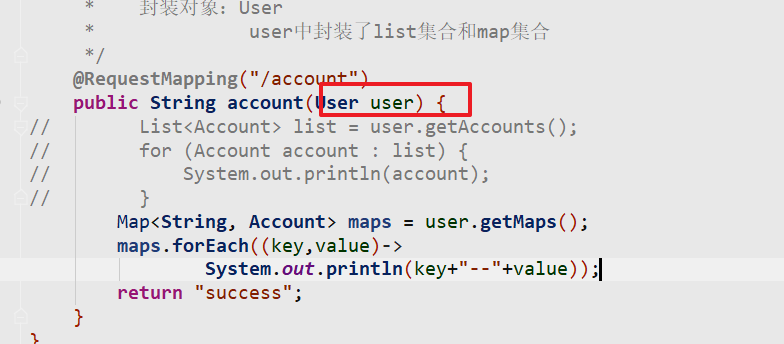 * 封装对象：User
* user中封装了list集合和map集合
*/
@RequestMapping("/account")
public String account(User user) {
// List<Account> list = user.getAccounts();
// for (Account account : list) {
// System.out.println(account);
// }
Map<String, Account> maps = user.getMaps();
maps.forEach((key,value)->
System.out.println(key+"--"+value));
return "success";
}
}